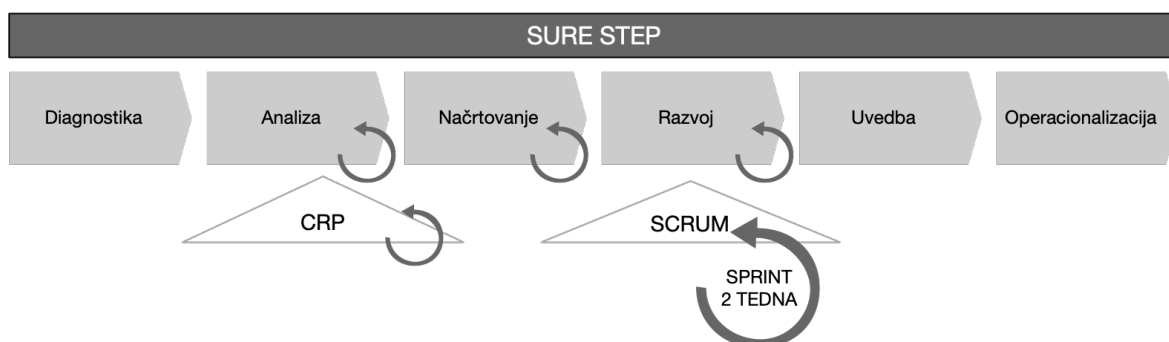 SURE STEP
Diagnostika
Analiza
Načrtovanje
Razvoj
Uvedba
Operacionalizacija
CRP
SCRUM
SPRINT
2 TEDNA